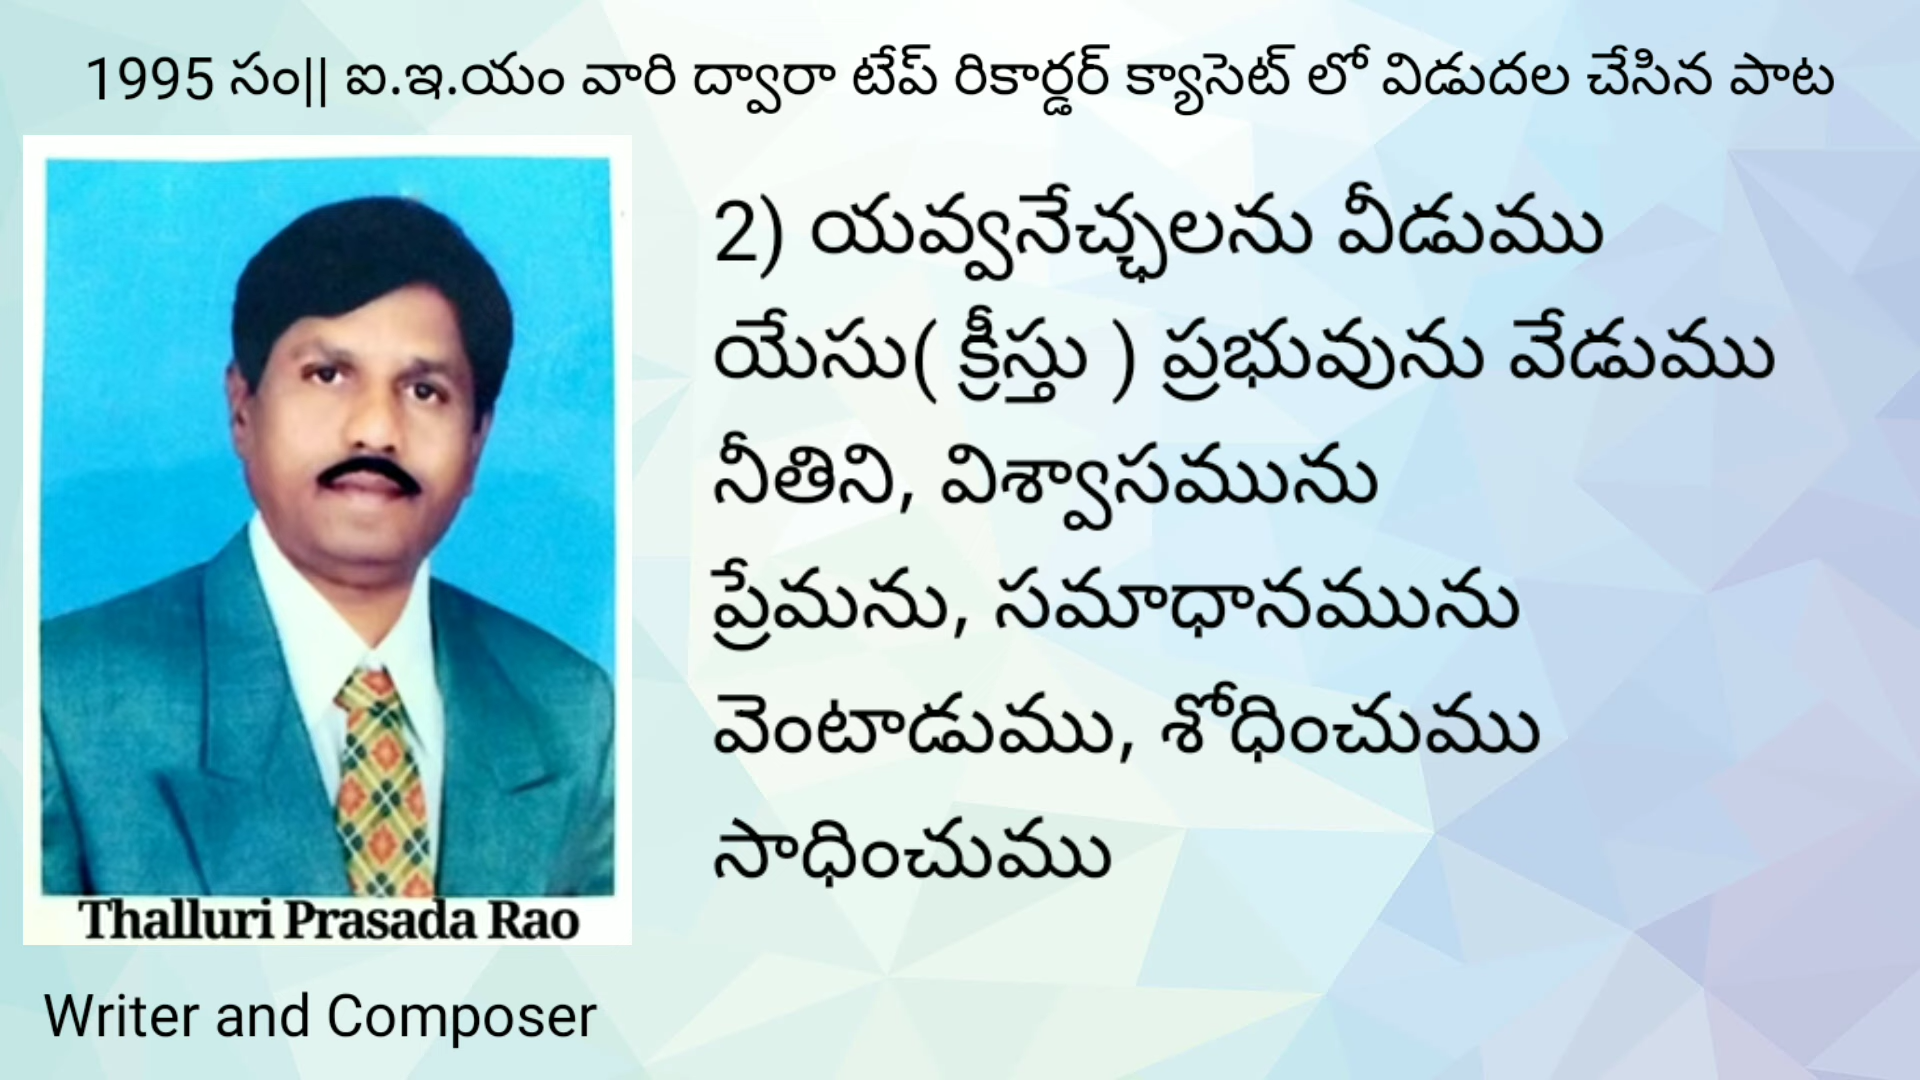 1995 సం|| ఐ.ఇ.యం వారి ద్వారా టేప్ రికార్డర్ క్యాసెట్ లో విడుదల చేసిన పాట
2) యవ్వనేచ్ఛలను వీడుము
యేసు( క్రీస్తు ) ప్రభువును వేడుము
నీతిని, విశ్వాసమును
ప్రేమను, సమాధానమును
వెంటాడుము, శోధించుము
సాధించుము
Thalluri Prasada Rao
Writer and Composer